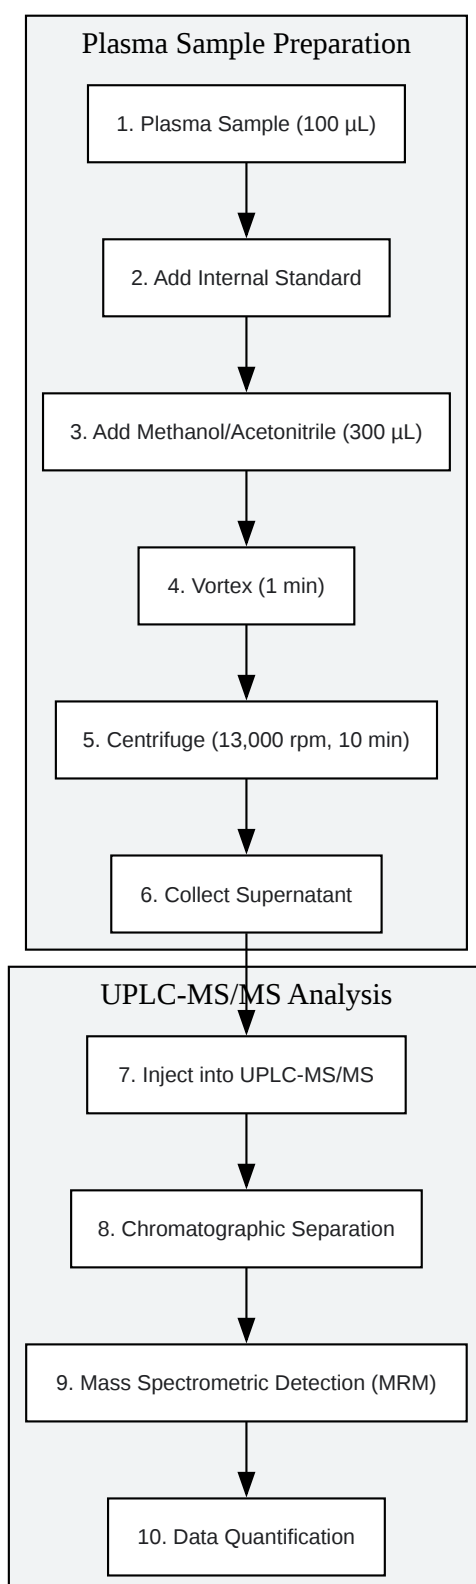 Plasma Sample Preparation
1. Plasma Sample (100 µL)
2. Add Internal Standard
3. Add Methanol/Acetonitrile (300 µL)
4. Vortex (1 min)
5. Centrifuge (13,000 rpm, 10 min)
6. Collect Supernatant
UPLC-MS/MS Analysis
7. Inject into UPLC-MS/MS
8. Chromatographic Separation
9. Mass Spectrometric Detection (MRM)
10. Data Quantification